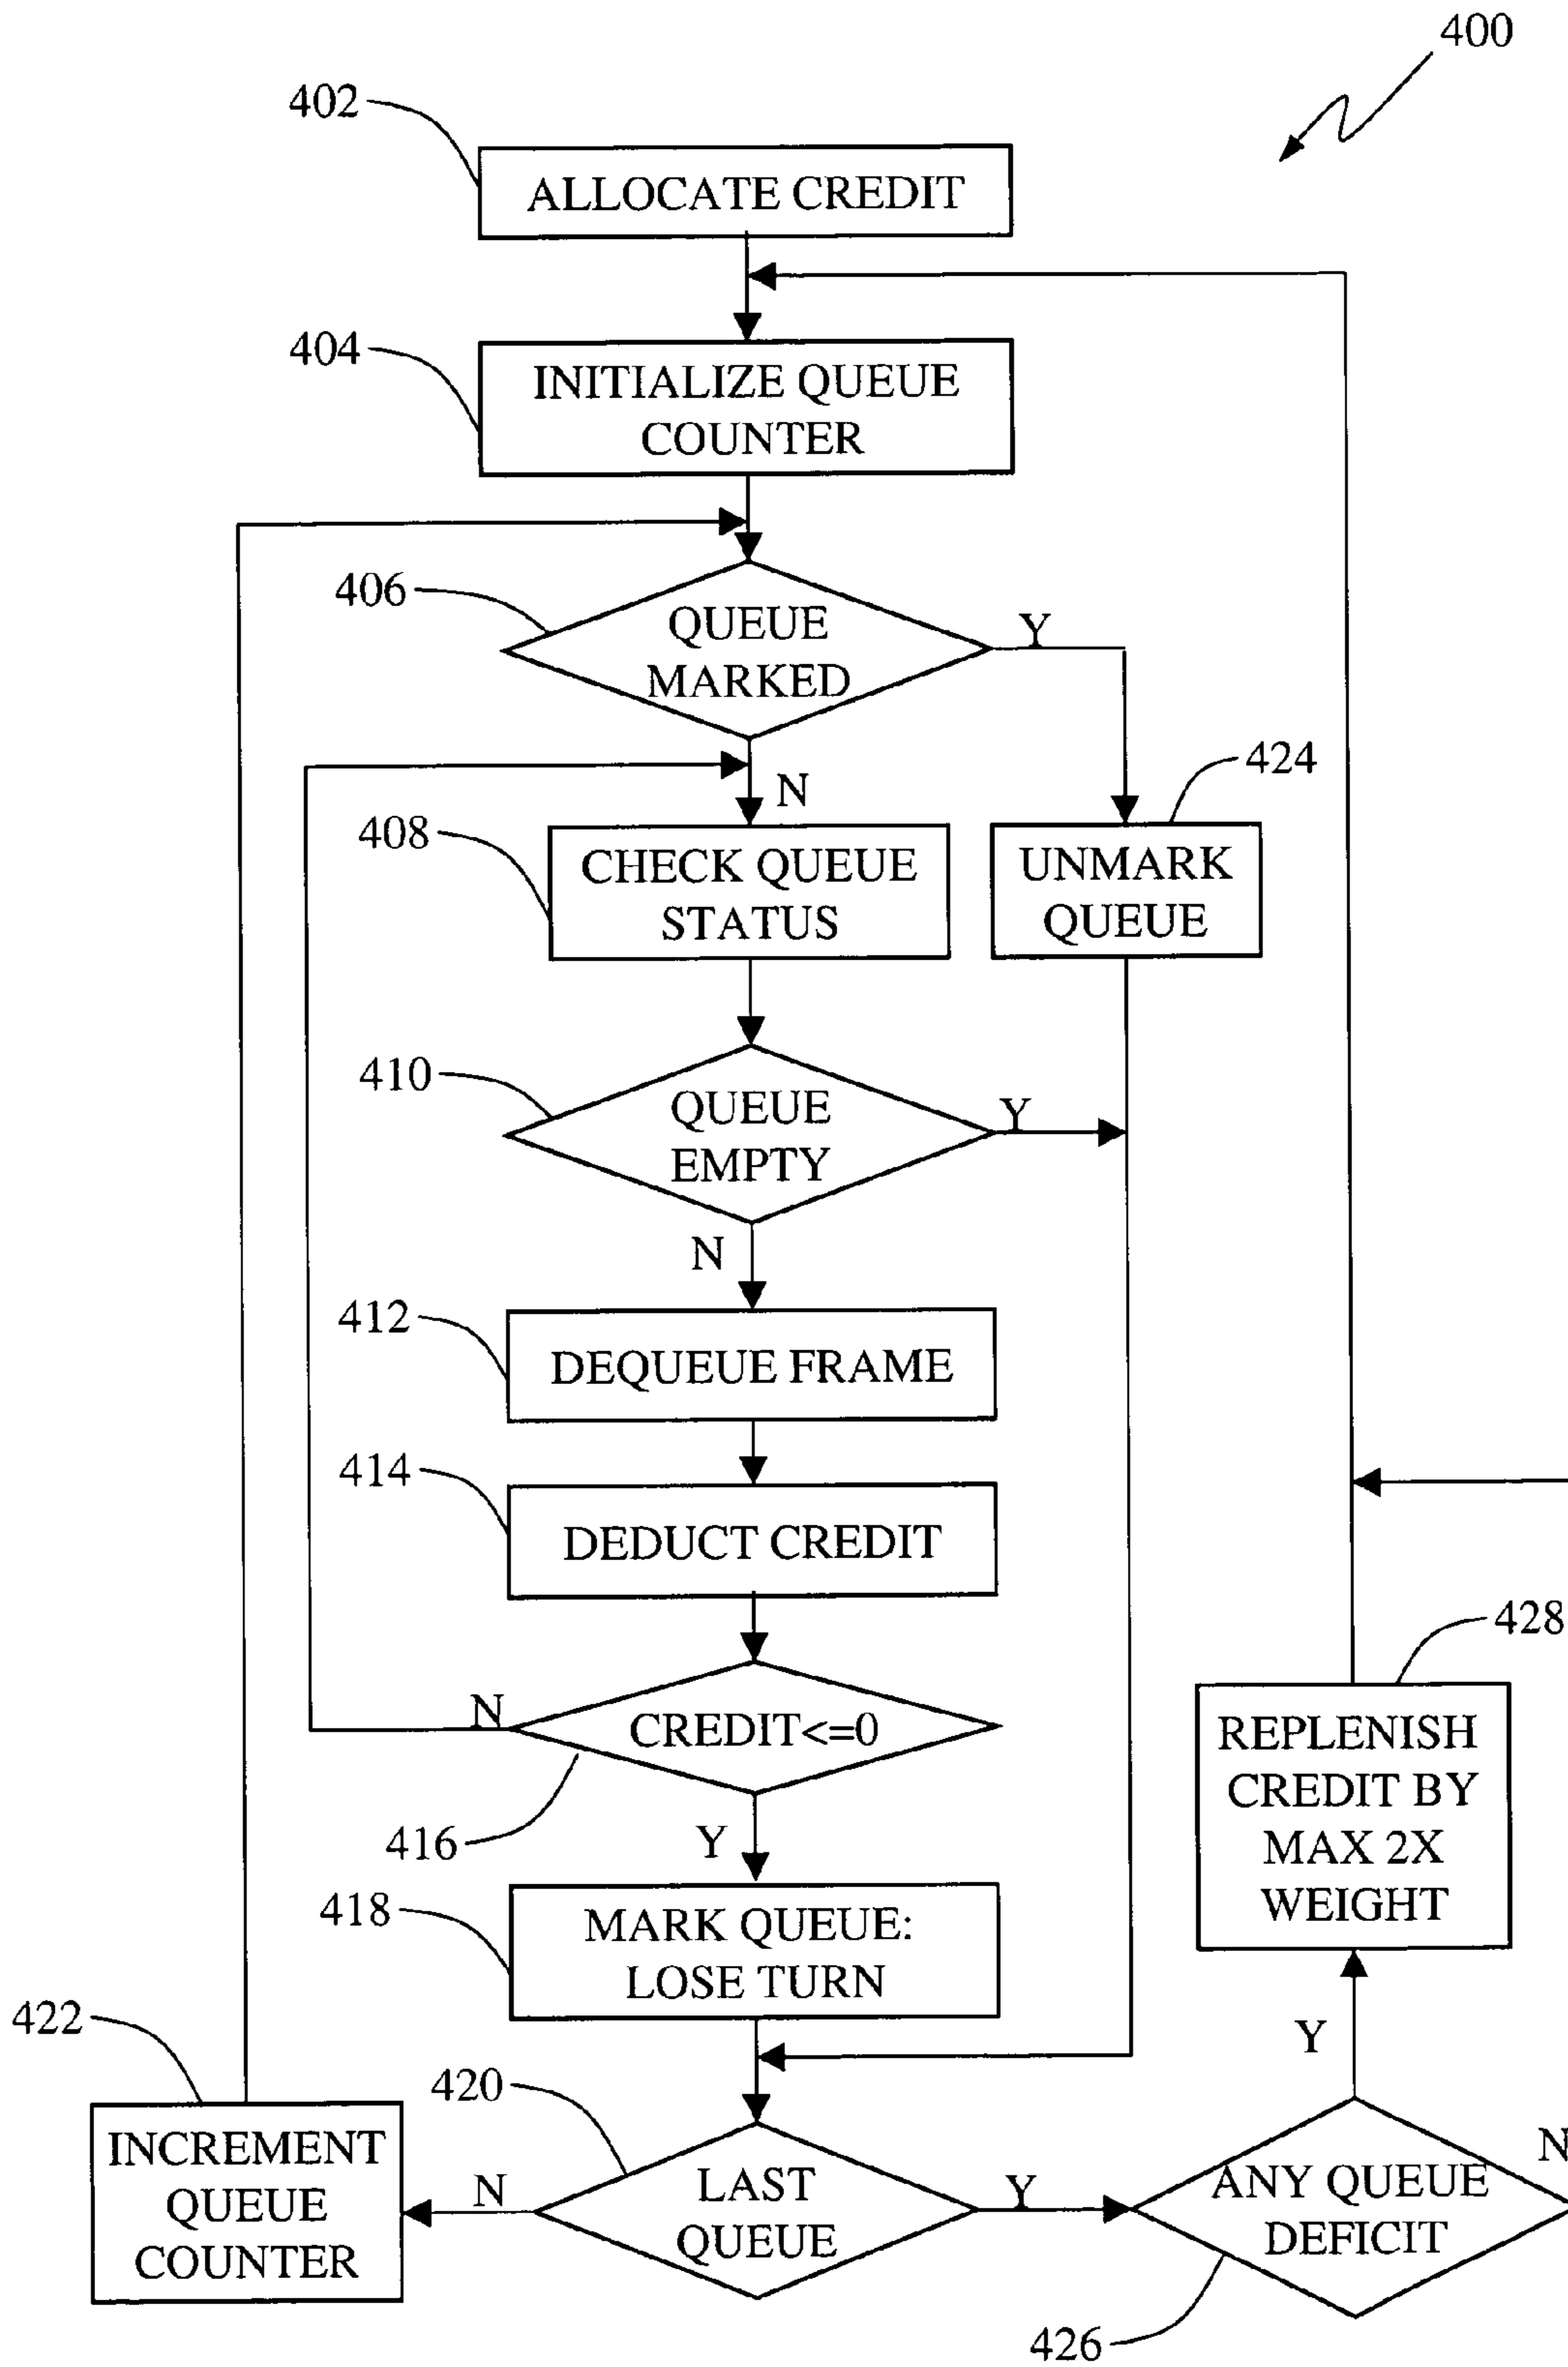 400
402
ALLOCATE CREDIT
404
INITIALIZE QUEUE
COUNTER
406
QUEUE
MARKED
Y
N
424
408
CHECK QUEUE
STATUS
UNMARK
QUEUE
410
QUEUE
EMPTY
Y
N
412
DEQUEUE FRAME
414
DEDUCT CREDIT
428
N
CREDIT<=0
416
Y
REPLENISH
CREDIT BY
MAX 2X
WEIGHT
418
MARK QUEUE:
LOSE TURN
422
420
Y
INCREMENT
QUEUE
COUNTER
N
LAST
QUEUE
Y
ANY QUEUE
DEFICIT
N
426